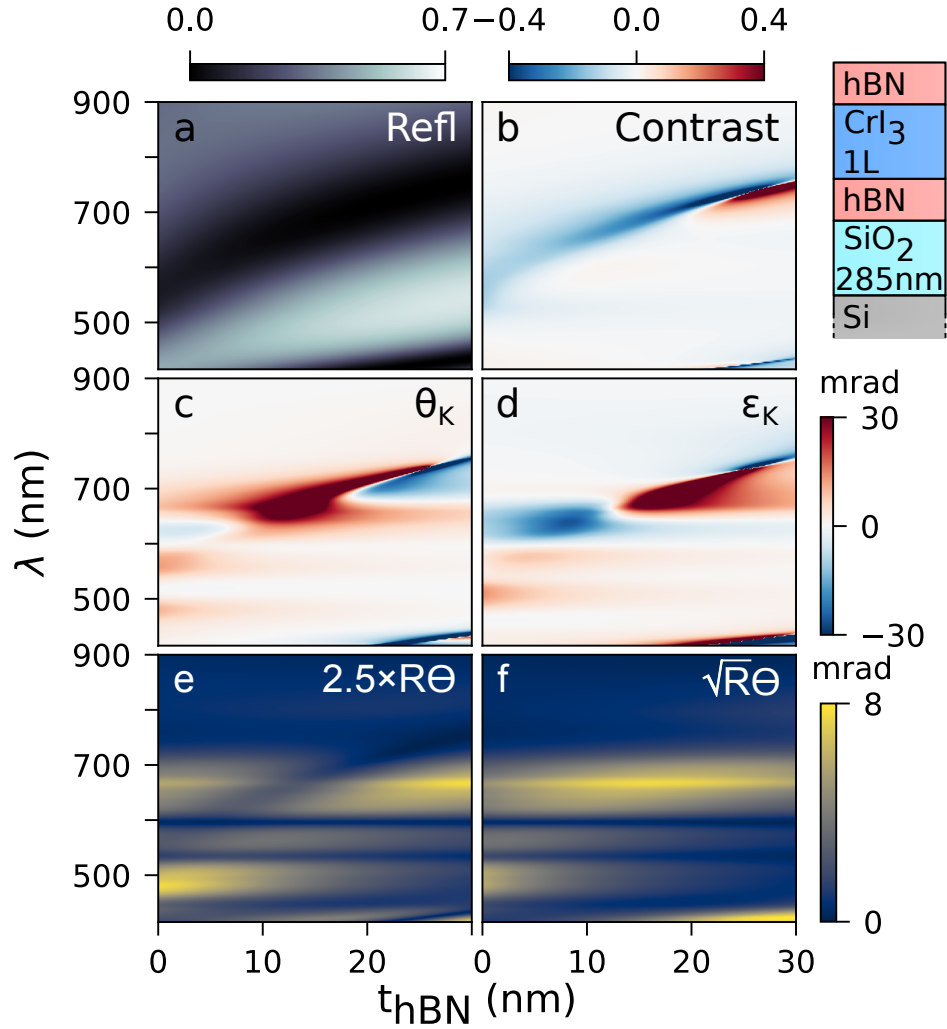 0.0 0.7 −0.4 0.0 0.4
900 a Refl b Contrast
700
500
hBN
CrI3
1L
hBN
SiO2
285nm
Si
900 c θK d εK
700
500
mrad
30
0
−30
λ (nm)
900 e 2.5×RΘ f √RΘ
700
500
mrad
8
0
0 10 20 0 10 20 30
thBN (nm)